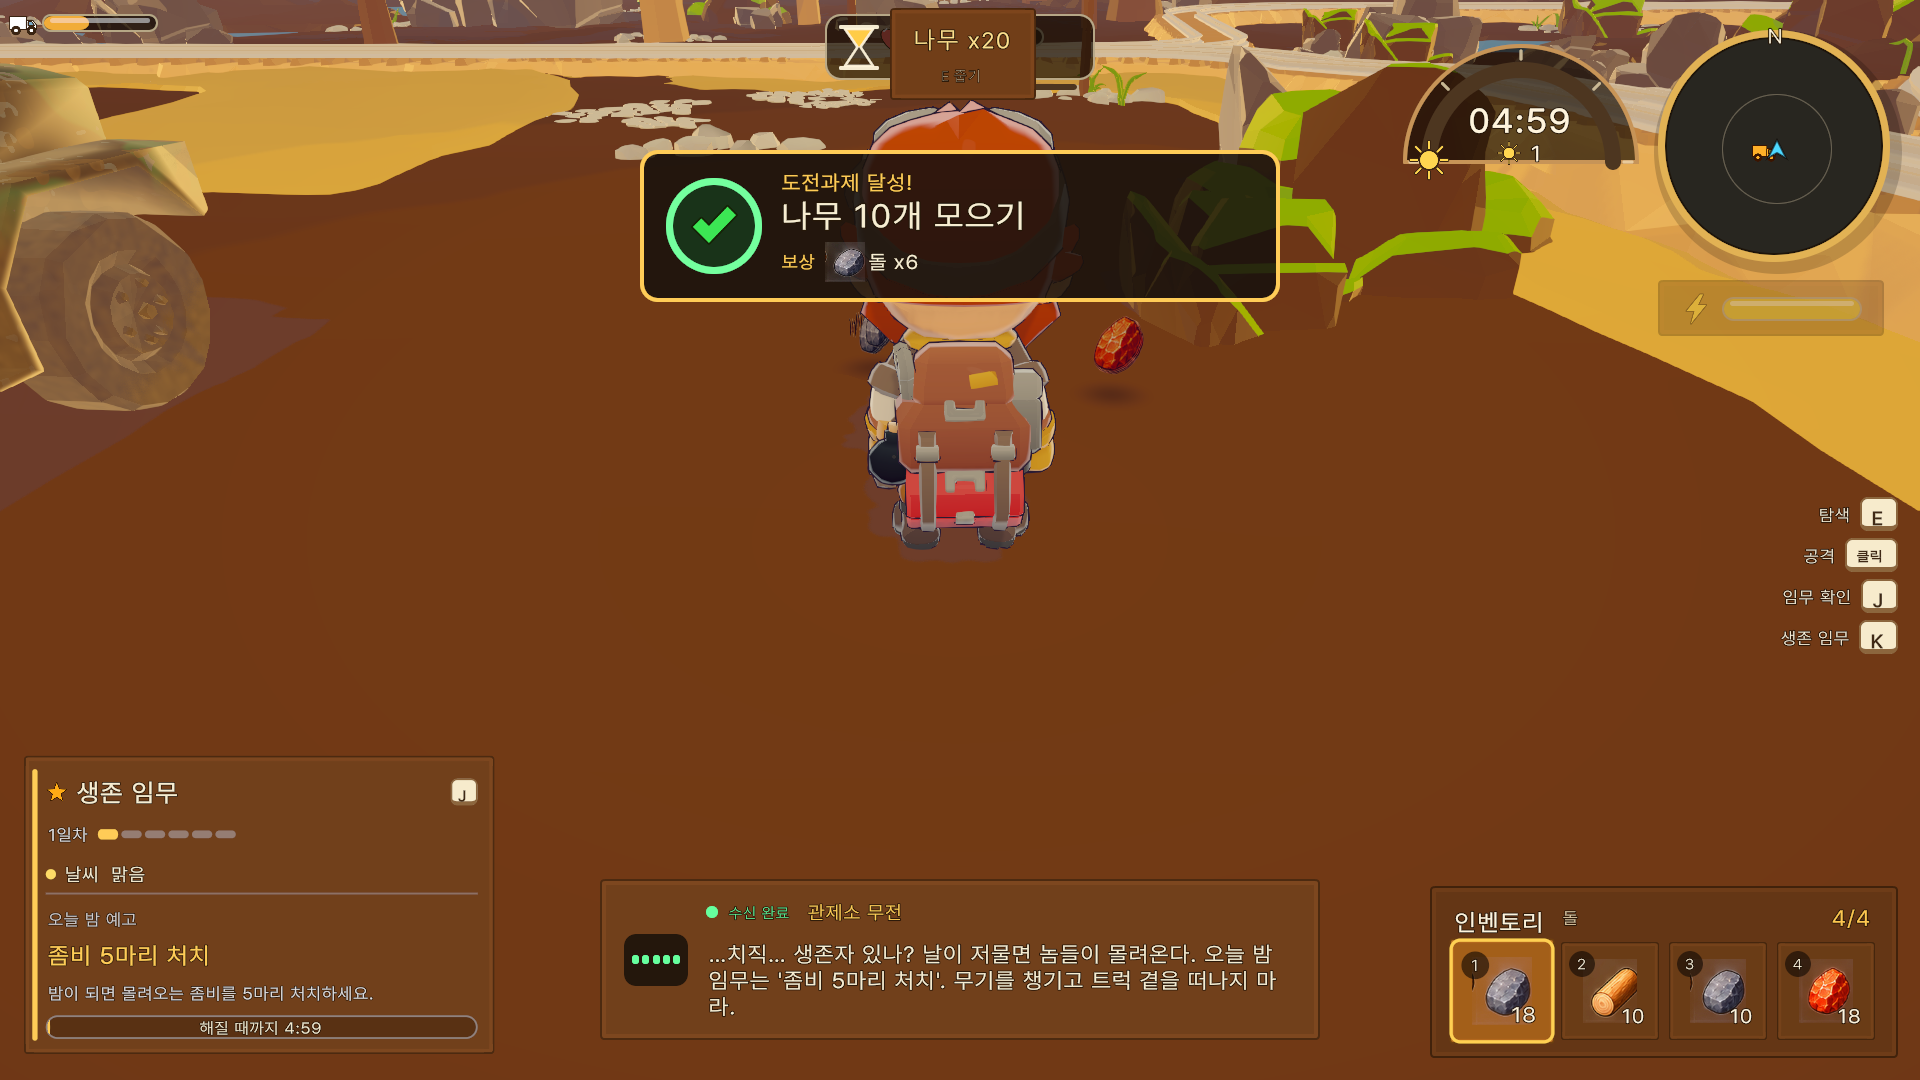 나무 x20
E 줍기
N
04:59
1
도전과제 달성!
나무 10개 모으기
보상 돌 x6
탐색 E
공격 클릭
임무 확인 J
생존 임무 K
생존 임무 J
1일차
날씨 맑음
오늘 밤 예고
좀비 5마리 처치
밤이 되면 몰려오는 좀비를 5마리 처치하세요.
해질 때까지 4:59
수신 완료 관제소 무전
...치직... 생존자 있나? 날이 저물면 놈들이 몰려온다. 오늘 밤
임무는 '좀비 5마리 처치'. 무기를 챙기고 트럭 곁을 떠나지 마
라.
인벤토리 돌 4/4
1 18
2 10
3 10
4 18